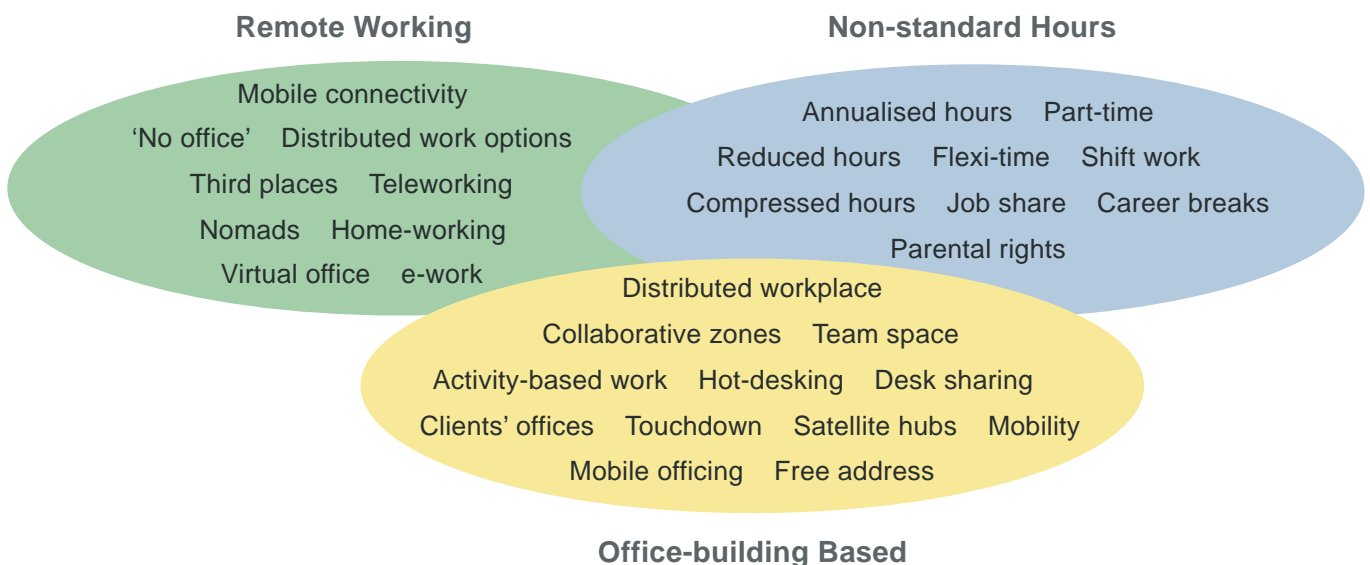 Remote Working
Mobile connectivity
‘No office’ Distributed work options
Third places Teleworking
Nomads Home-working
Virtual office e-work
Non-standard Hours
Annualised hours Part-time
Reduced hours Flexi-time Shift work
Compressed hours Job share Career breaks
Parental rights
Distributed workplace
Collaborative zones Team space
Activity-based work Hot-desking Desk sharing
Clients’ offices Touchdown Satellite hubs Mobility
Mobile officing Free address
Office-building Based